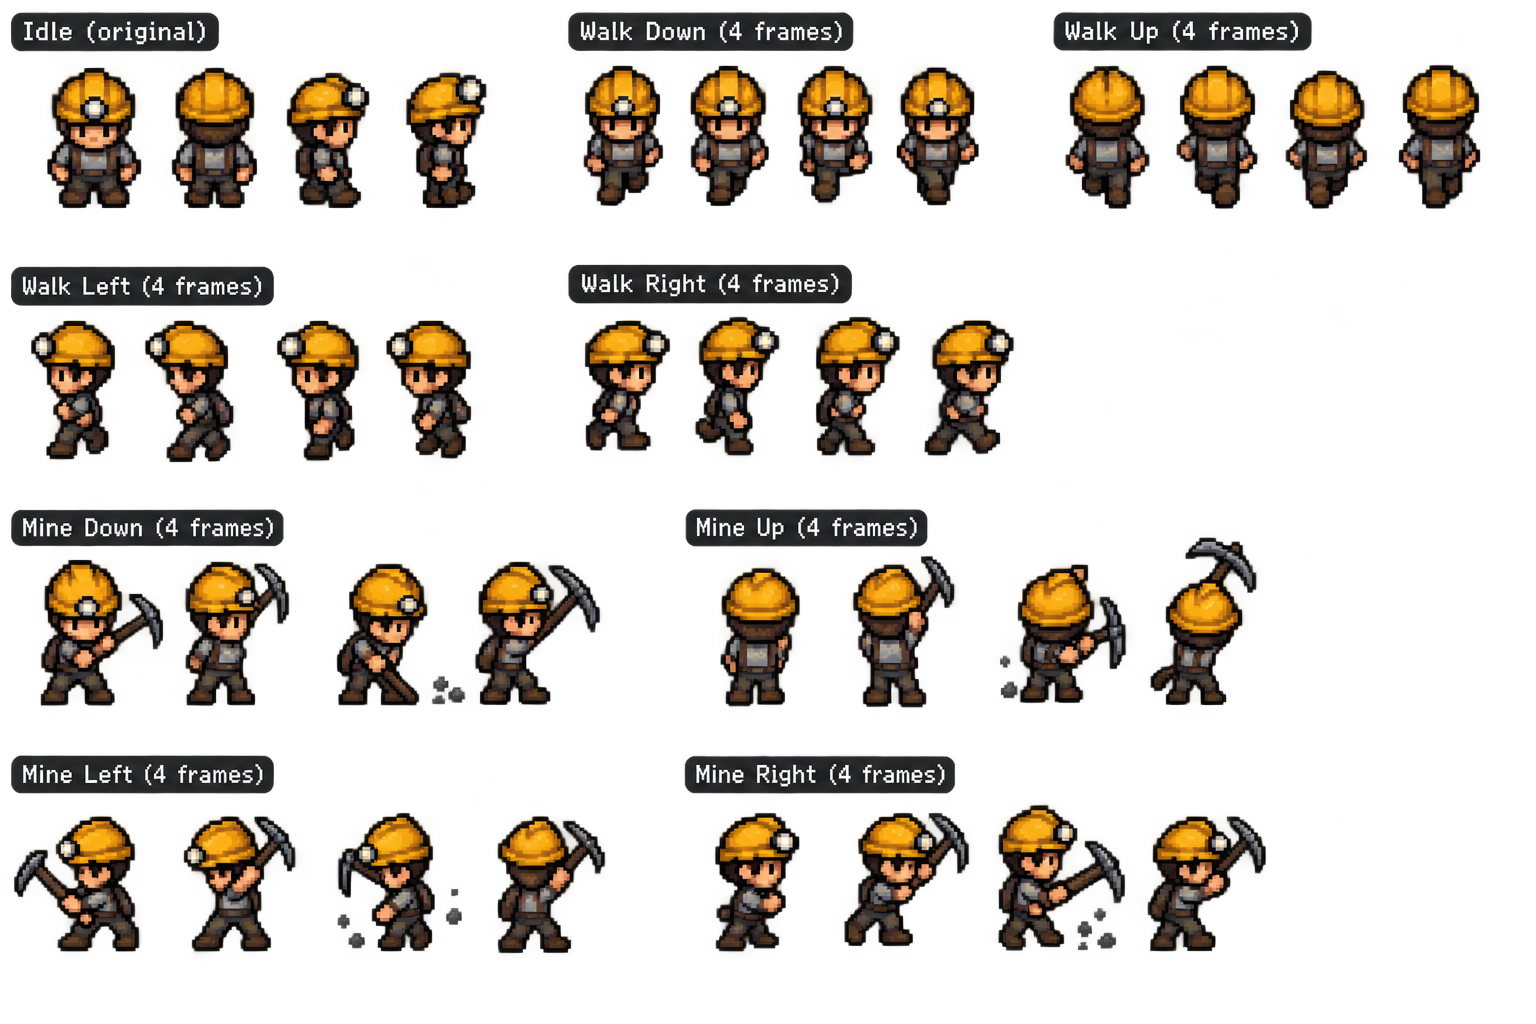 Idle (original)
Walk Down (4 frames)
Walk Up (4 frames)
Walk Left (4 frames)
Walk Right (4 frames)
Mine Down (4 frames)
Mine Up (4 frames)
Mine Left (4 frames)
Mine Right (4 frames)